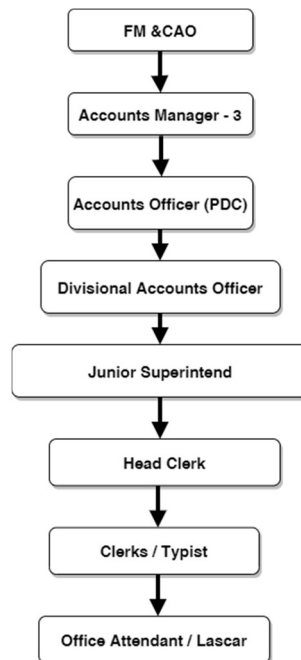 FM &CAO
Accounts Manager - 3
Accounts Officer (PDC)
Divisional Accounts Officer
Junior Superintend
Head Clerk
Clerks / Typist
Office Attendant / Lascar